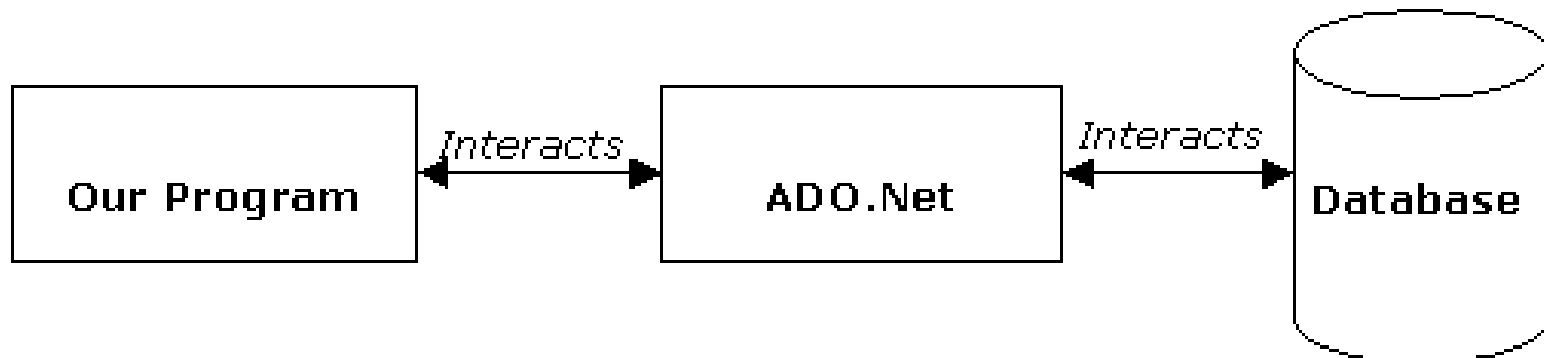 Interacts
Interacts
Our Program
ADO.Net
Database